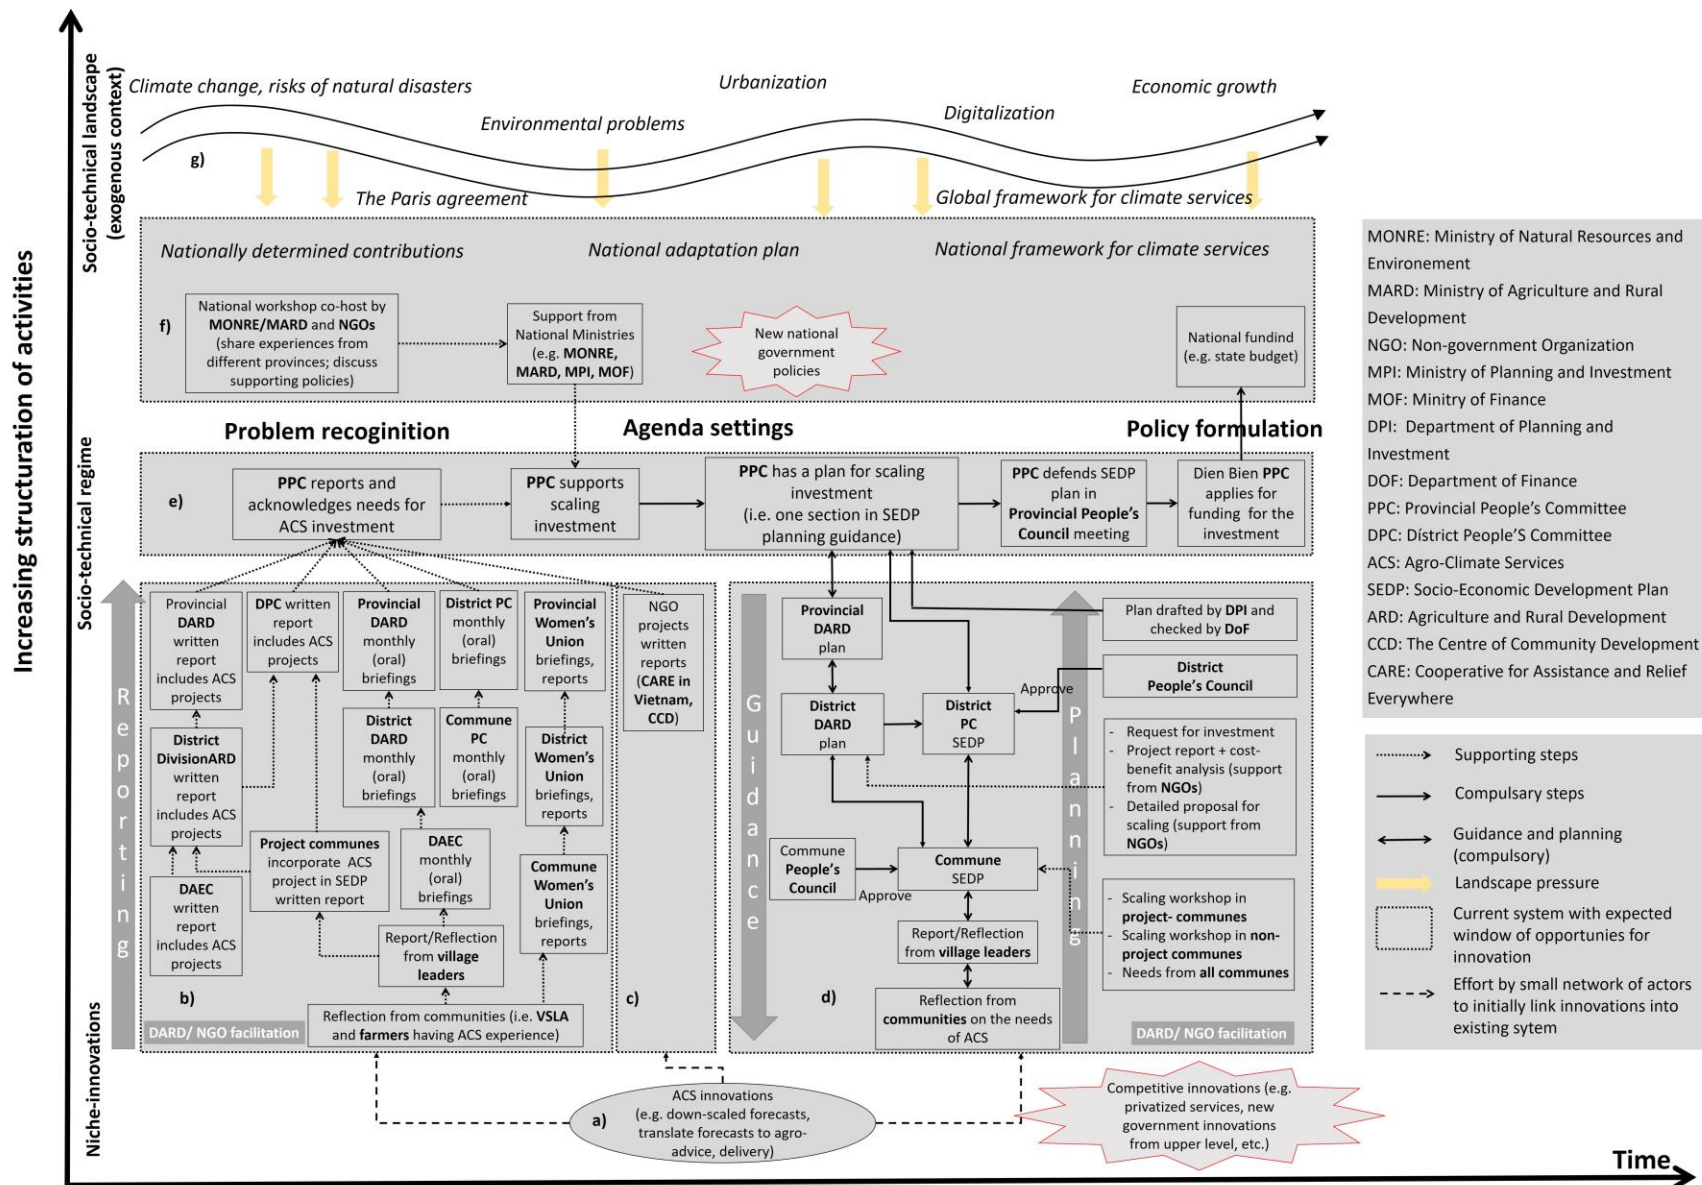 Increasing structuration of activities
Socio-technical landscape
(exogenous context)
Socio-technical regime
Niche-innovations
Time
Climate change, risks of natural disasters
Environmental problems
Urbanization
Digitalization
Economic growth
g)
The Paris agreement
Global framework for climate services
Nationally determined contributions
National adaptation plan
National framework for climate services
f)
National workshop co-host by
MONRE/MARD and NGOs
(share experiences from
different provinces; discuss
supporting policies)
Support from
National Ministries
(e.g. MONRE,
MARD, MPI, MOF)
New national
government
policies
National fundind
(e.g. state budget)
Problem recoginition
Agenda settings
Policy formulation
e)
PPC reports and
acknowledges needs for
ACS investment
PPC supports
scaling
investment
PPC has a plan for scaling
investment
(i.e. one section in SEDP
planning guidance)
PPC defends SEDP
plan in
Provincial People's
Council meeting
Dien Bien PPC
applies for
funding for the
investment
Reporting
Provincial
DARD
written
report
includes ACS
projects
DPC written
report
includes ACS
projects
Provincial
DARD
monthly
(oral)
briefings
District PC
monthly
(oral)
briefings
Provincial
Women's
Union
briefings,
reports
District
DivisionARD
written
report
includes ACS
projects
District
DARD
monthly
(oral)
briefings
Commune
PC
monthly
(oral)
briefings
District
Women's
Union
briefings,
reports
DAEC
written
report
includes ACS
projects
Project communes
incorporate ACS
project in SEDP
written report
DAEC
monthly
(oral)
briefings
Commune
Women's
Union
briefings,
reports
Report/Reflection
from village
leaders
b)
DARD/ NGO facilitation
Reflection from communities (i.e. VSLA
and farmers having ACS experience)
NGO
projects
written
reports
(CARE in
Vietnam,
CCD)
c)
Guidance
Planning
Provincial
DARD
plan
District
DARD
plan
District
PC
SEDP
Plan drafted by DPI and
checked by DoF
District
People's Council
Approve
- Request for investment
- Project report + cost-
benefit analysis (support
from NGOs)
- Detailed proposal for
scaling (support from
NGOs)
Commune
People's
Council
Approve
Commune
SEDP
- Scaling workshop in
project- communes
- Scaling workshop in non-
project communes
- Needs from all communes
Report/Reflection
from village leaders
d)
Reflection from
communities on the needs
of ACS
DARD/ NGO facilitation
a)
ACS innovations
(e.g. down-scaled forecasts,
translate forecasts to agro-
advice, delivery)
Competitive innovations (e.g.
privatized services, new
government innovations
from upper level, etc.)
MONRE: Ministry of Natural Resources and
Environement
MARD: Ministry of Agriculture and Rural
Development
NGO: Non-government Organization
MPI: Ministry of Planning and Investment
MOF: Minitry of Finance
DPI: Department of Planning and
Investment
DOF: Department of Finance
PPC: Provincial People's Committee
DPC: Dístrict People'S Committee
ACS: Agro-Climate Services
SEDP: Socio-Economic Development Plan
ARD: Agriculture and Rural Development
CCD: The Centre of Community Development
CARE: Cooperative for Assistance and Relief
Everywhere
Supporting steps
Compulsary steps
Guidance and planning
(compulsory)
Landscape pressure
Current system with expected
window of opportunies for
innovation
Effort by small network of actors
to initially link innovations into
existing sytem